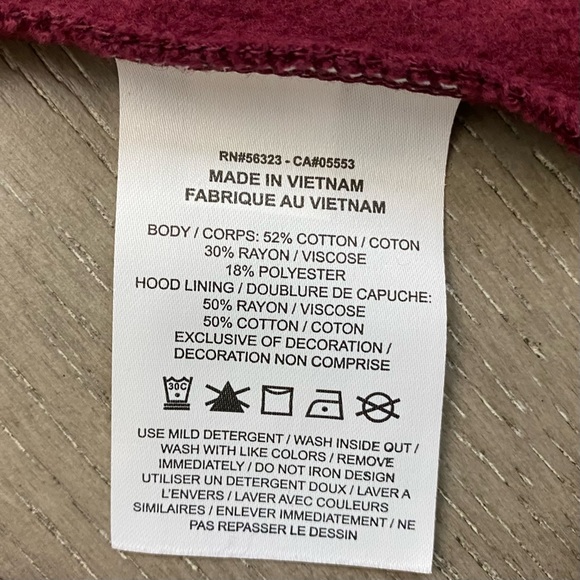 RN#56323 - CA#05553
MADE IN VIETNAM
FABRIQUE AU VIETNAM
BODY / CORPS: 52% COTTON / COTON
30% RAYON / VISCOSE
18% POLYESTER
HOOD LINING / DOUBLURE DE CAPUCHE:
50% RAYON / VISCOSE
50% COTTON / COTON
EXCLUSIVE OF DECORATION /
DECORATION NON COMPRISE
30C
USE MILD DETERGENT / WASH INSIDE OUT /
WASH WITH LIKE COLORS / REMOVE
IMMEDIATELY / DO NOT IRON DESIGN
UTILISER UN DETERGENT DOUX / LAVER A
L'ENVERS / LAVER AVEC COULEURS
SIMILAIRES / ENLEVER IMMEDIATEMENT / NE
PAS REPASSER LE DESSIN